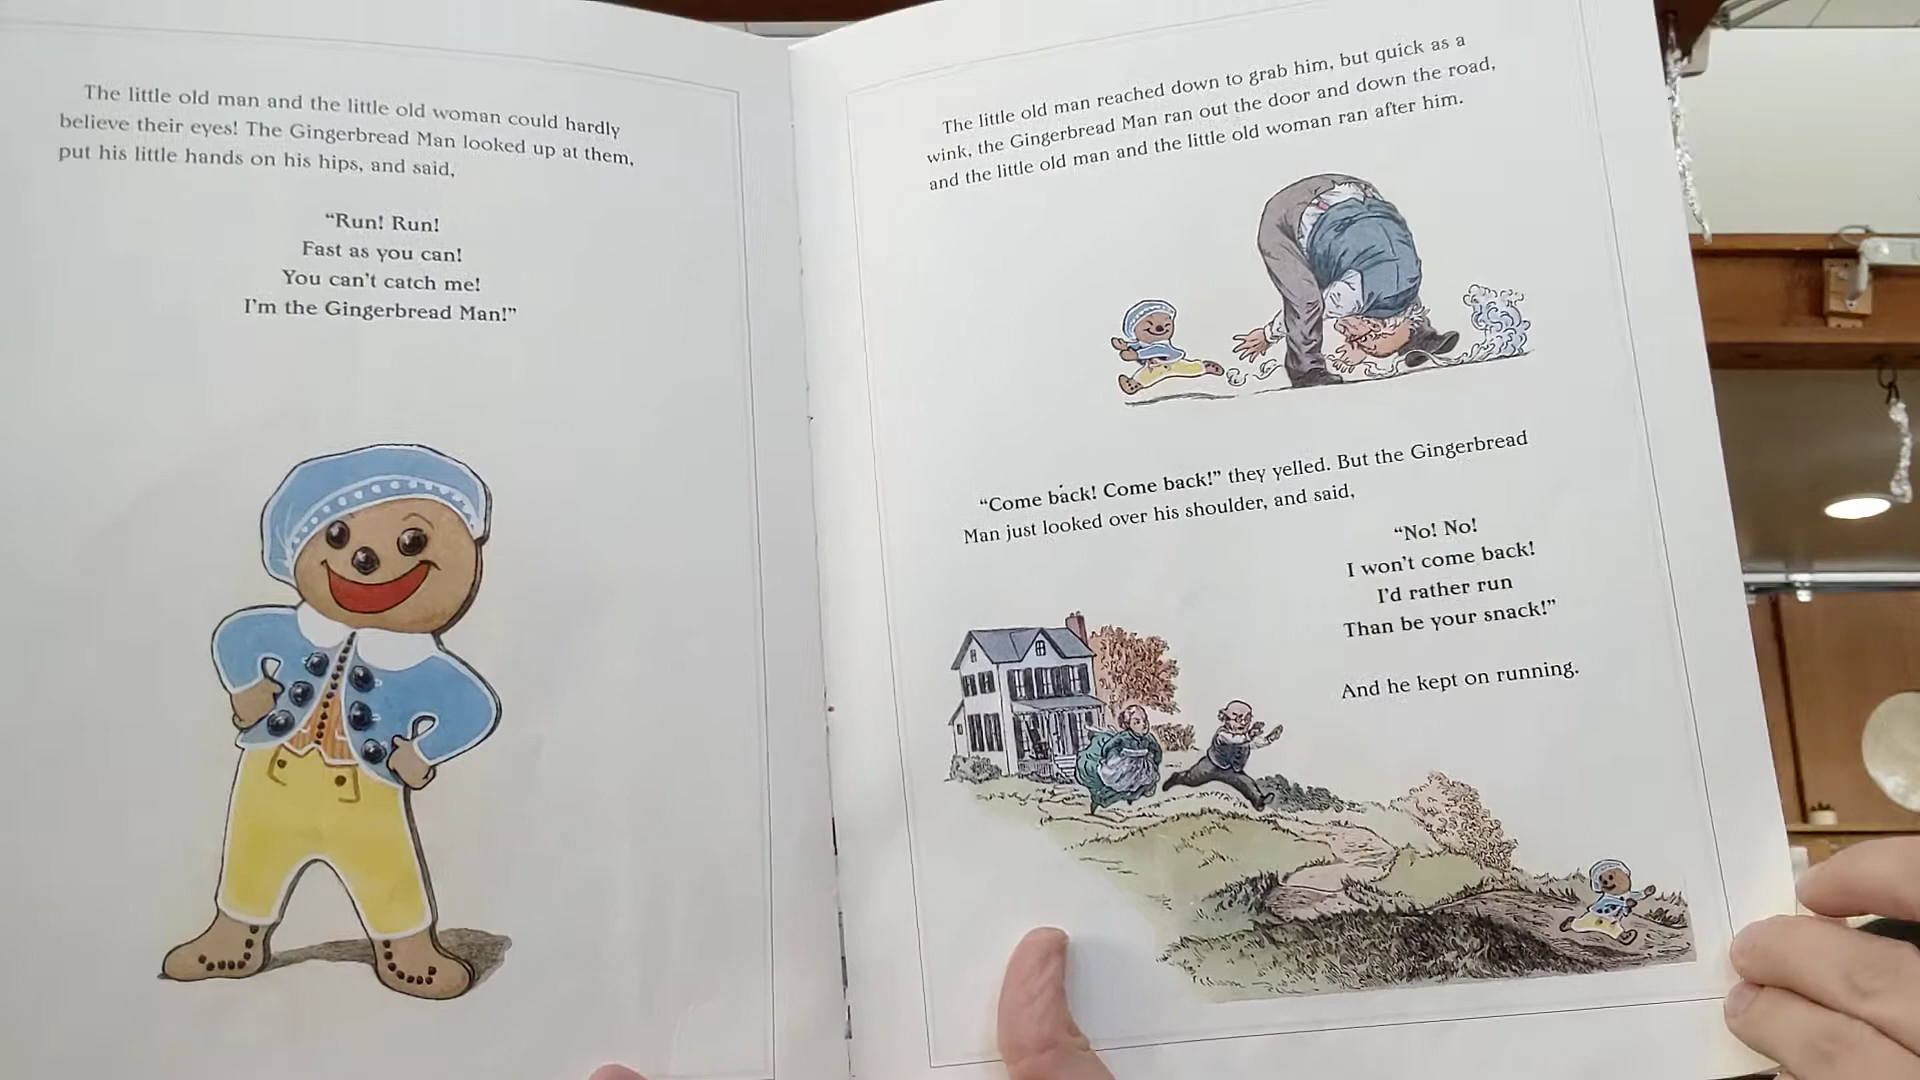 The little old man and the little old woman could hardly
believe their eyes! The Gingerbread Man looked up at them,
put his little hands on his hips, and said,
“Run! Run!
Fast as you can!
You can't catch me!
I'm the Gingerbread Man!”
The little old man reached down to grab him, but quick as a
wink, the Gingerbread Man ran out the door and down the road,
and the little old man and the little old woman ran after him.
“Come back! Come back!” they yelled. But the Gingerbread
Man just looked over his shoulder, and said,
“No! No!
I won't come back!
I'd rather run
Than be your snack!”
And he kept on running.